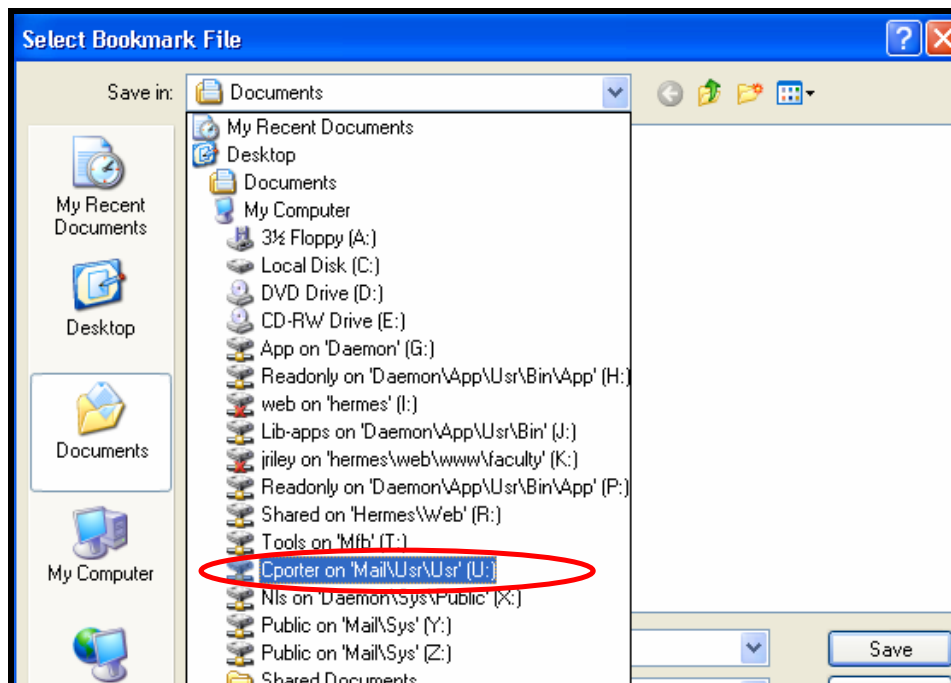 Select Bookmark File
Save in:
Documents
My Recent Documents
Desktop
Documents
My Computer
3½ Floppy (A:)
Local Disk (C:)
DVD Drive (D:)
CD-RW Drive (E:)
App on 'Daemon' (G:)
Readonly on 'Daemon\App\Usr\Bin\App' (H:)
web on 'hermes' (I:)
Lib-apps on 'Daemon\App\Usr\Bin' (J:)
jriley on 'hermes\web\www\faculty' (K:)
Readonly on 'Daemon\App\Usr\Bin\App' (P:)
Shared on 'Hermes\Web' (R:)
Tools on 'Mfb' (T:)
Cporter on 'Mail\Usr\Usr' (U:)
Nls on 'Daemon\Sys\Public' (X:)
Public on 'Mail\Sys' (Y:)
Public on 'Mail\Sys' (Z:)
Shared Documents
My Recent
Documents
Desktop
Documents
My Computer
Save